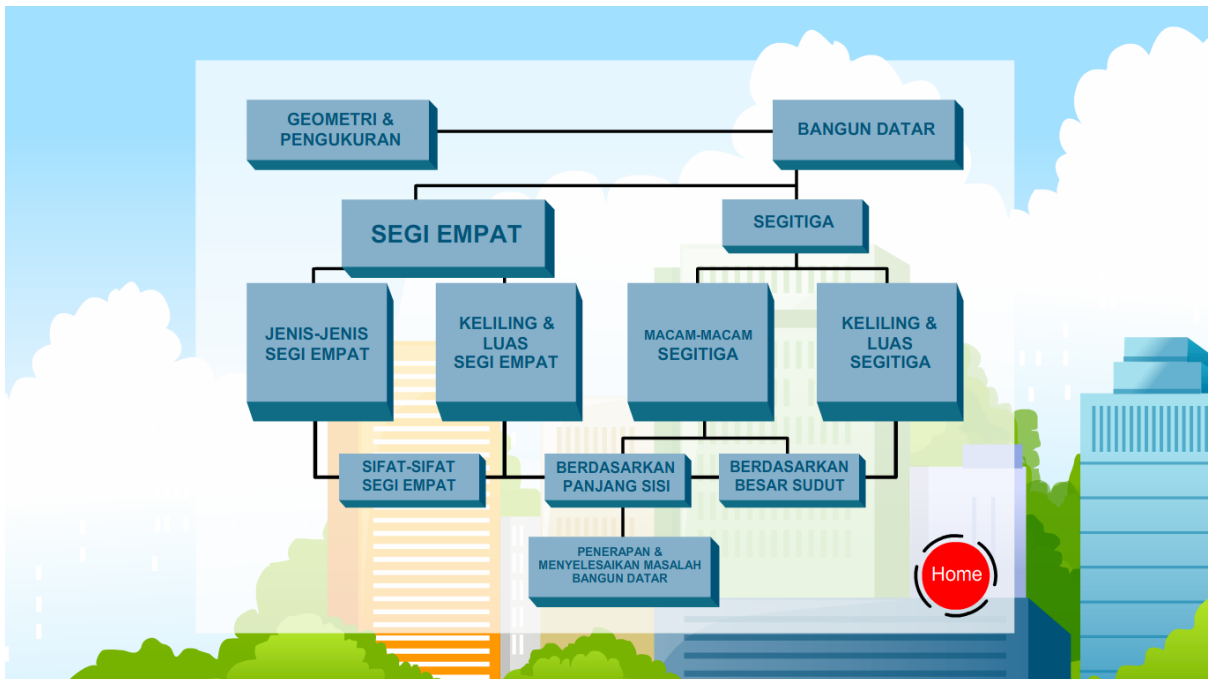 GEOMETRI &
PENGUKURAN
BANGUN DATAR
SEGI EMPAT
SEGITIGA
JENIS-JENIS
SEGI EMPAT
KELILING &
LUAS
SEGI EMPAT
MACAM-MACAM
SEGITIGA
KELILING &
LUAS
SEGITIGA
SIFAT-SIFAT
SEGI EMPAT
BERDASARKAN
PANJANG SISI
BERDASARKAN
BESAR SUDUT
PENERAPAN &
MENYELESAIKAN MASALAH
BANGUN DATAR
Home